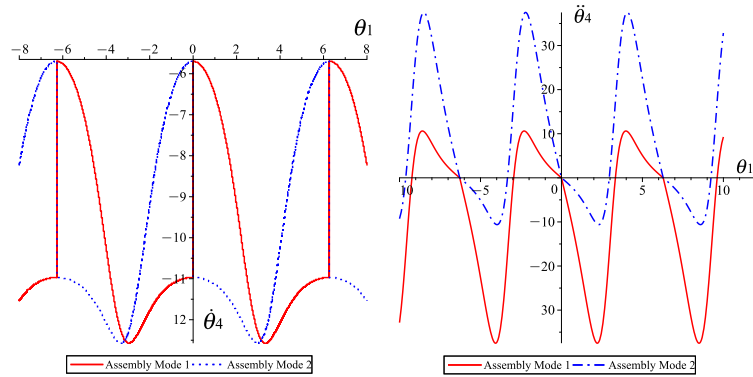 θ1
−8 −6 −4 −2 0 2 4 6 8
−6
−7
−8
−9
−10
−11
12
θ̇4
Assembly Mode 1 Assembly Mode 2
θ̈4
30
20
10
θ1
10 −5 0 5 10
−10
20
30
Assembly Mode 1 Assembly Mode 2